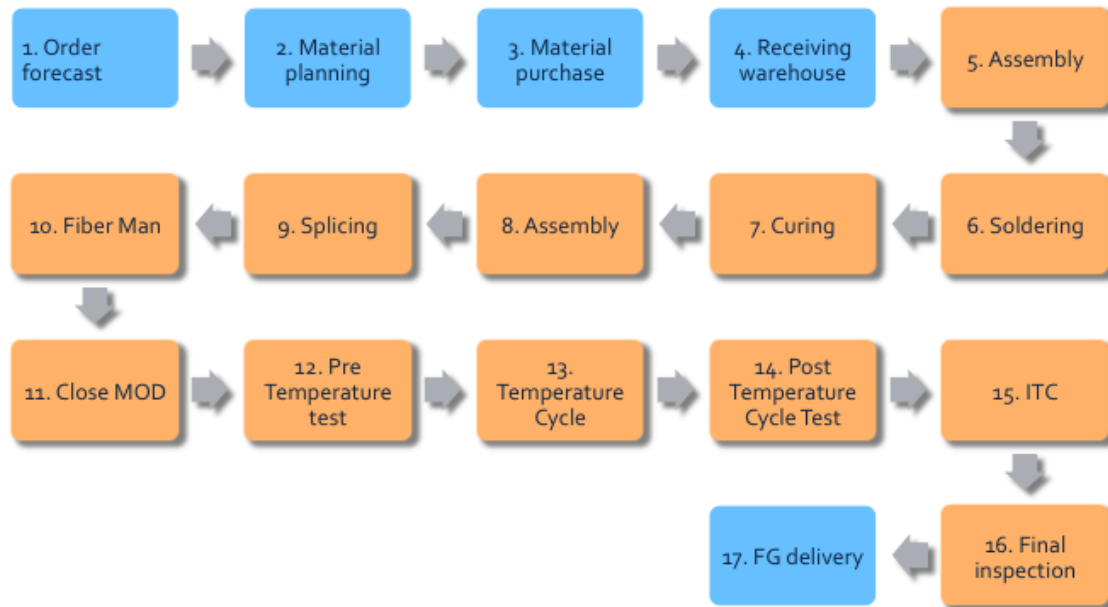 1. Order
forecast
2. Material
planning
3. Material
purchase
4. Receiving
warehouse
5. Assembly
6. Soldering
7. Curing
8. Assembly
9. Splicing
10. Fiber Man
11. Close MOD
12. Pre
Temperature
test
13.
Temperature
Cycle
14. Post
Temperature
Cycle Test
15. ITC
16. Final
inspection
17. FG delivery